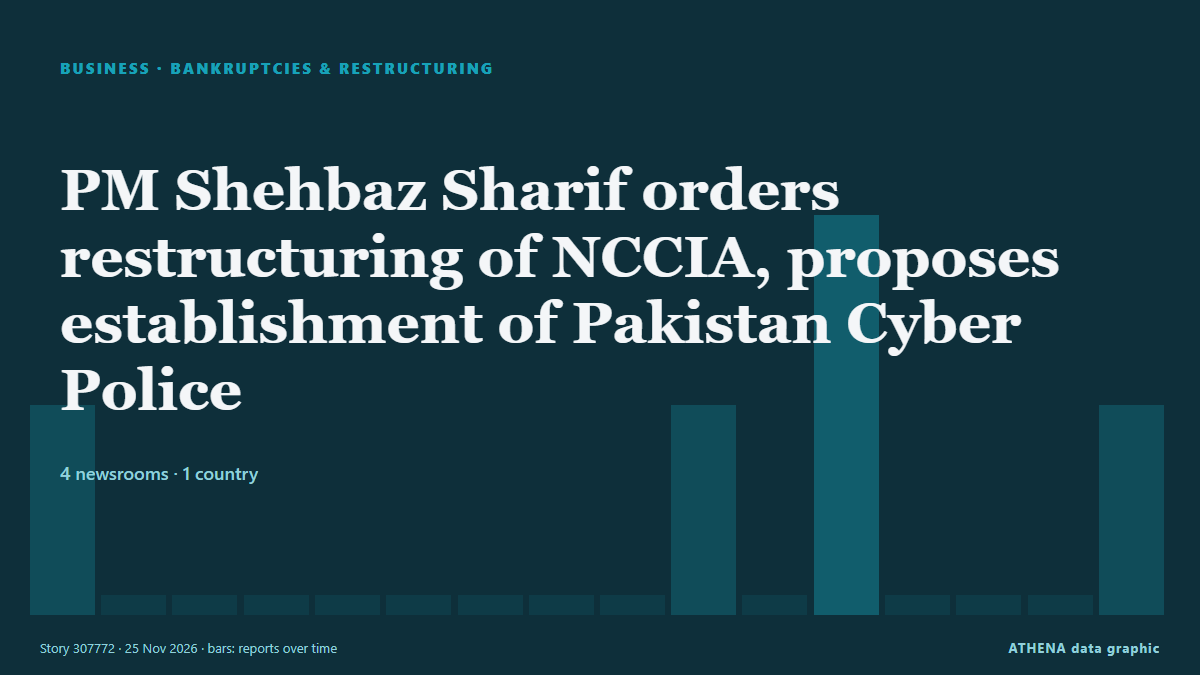 BUSINESS · BANKRUPTCIES & RESTRUCTURING
PM Shehbaz Sharif orders
restructuring of NCCIA, proposes
establishment of Pakistan Cyber
Police
4 newsrooms · 1 country
Story 307772 · 25 Nov 2026 · bars: reports over time
ATHENA data graphic